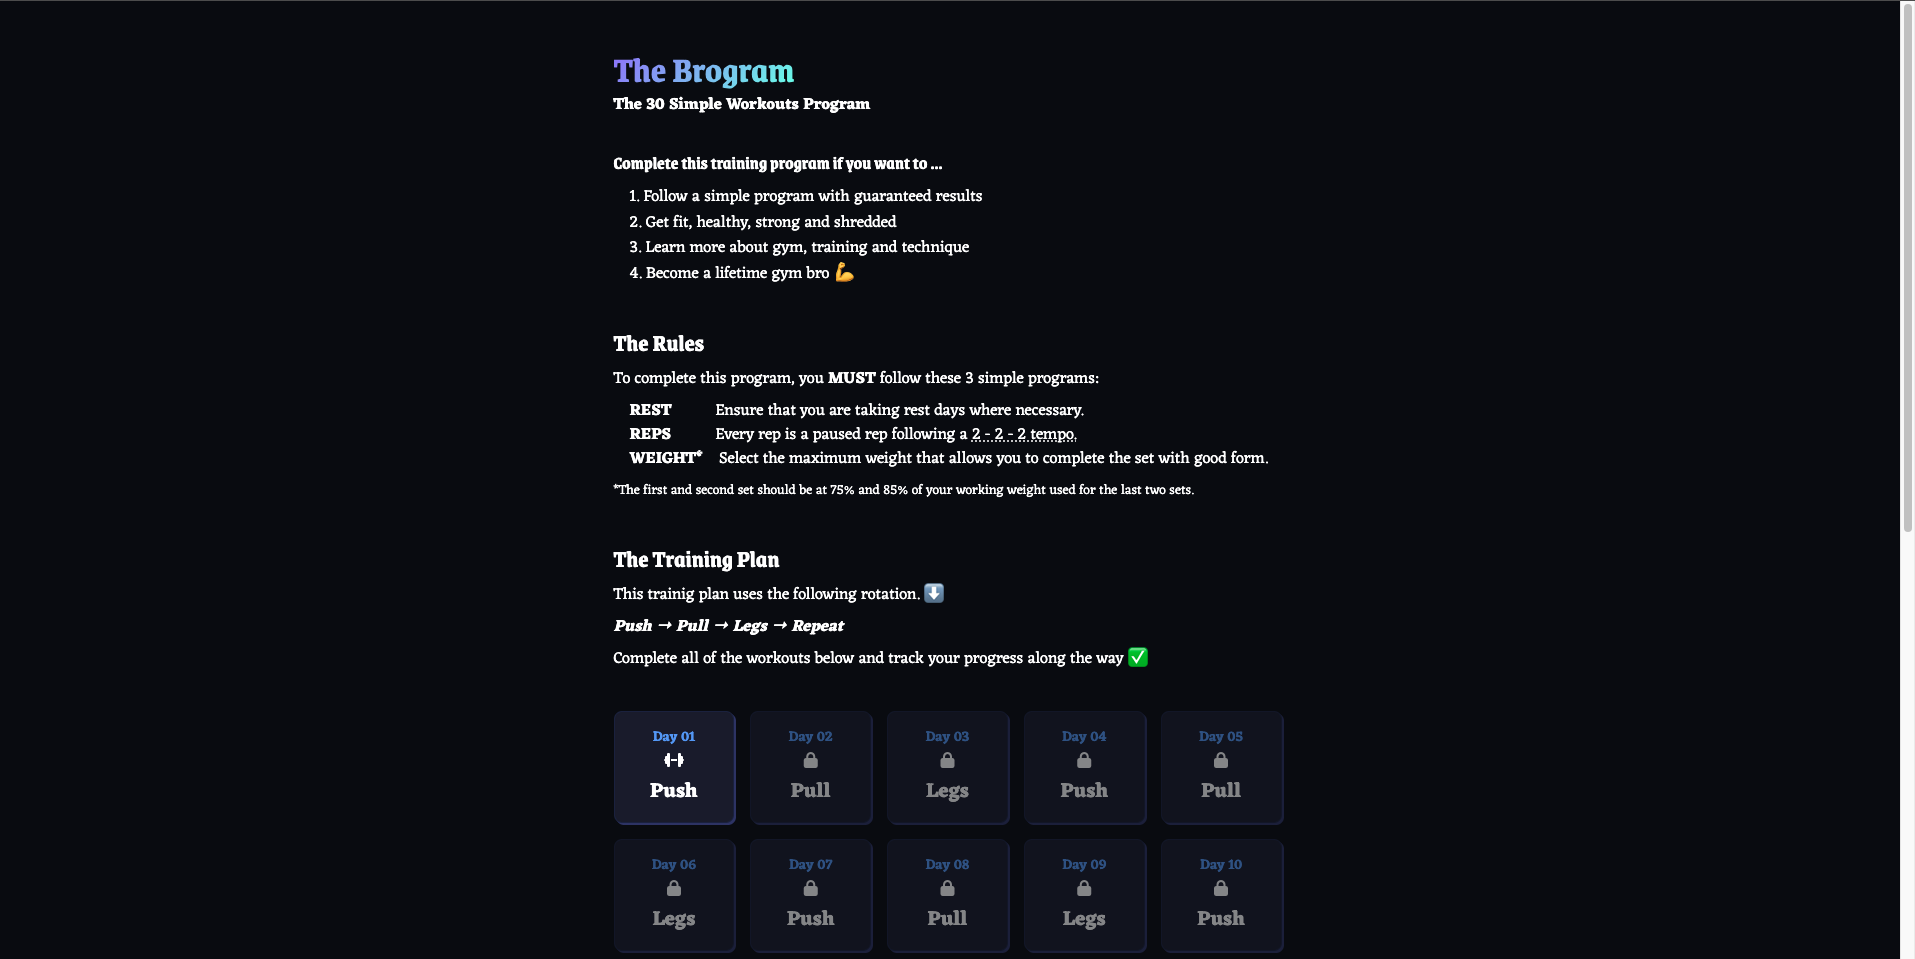 The Brogram
The 30 Simple Workouts Program
Complete this training program if you want to ...
1. Follow a simple program with guaranteed results
2. Get fit, healthy, strong and shredded
3. Learn more about gym, training and technique
4. Become a lifetime gym bro 💪
The Rules
To complete this program, you MUST follow these 3 simple programs:
REST Ensure that you are taking rest days where necessary.
REPS Every rep is a paused rep following a 2 - 2 - 2 tempo.
WEIGHT* Select the maximum weight that allows you to complete the set with good form.
*The first and second set should be at 75% and 85% of your working weight used for the last two sets.
The Training Plan
This trainig plan uses the following rotation. ⬇️
Push → Pull → Legs → Repeat
Complete all of the workouts below and track your progress along the way ✅
Day 01 Day 02 Day 03 Day 04 Day 05
Push Pull Legs Push Pull
Day 06 Day 07 Day 08 Day 09 Day 10
Legs Push Pull Legs Push